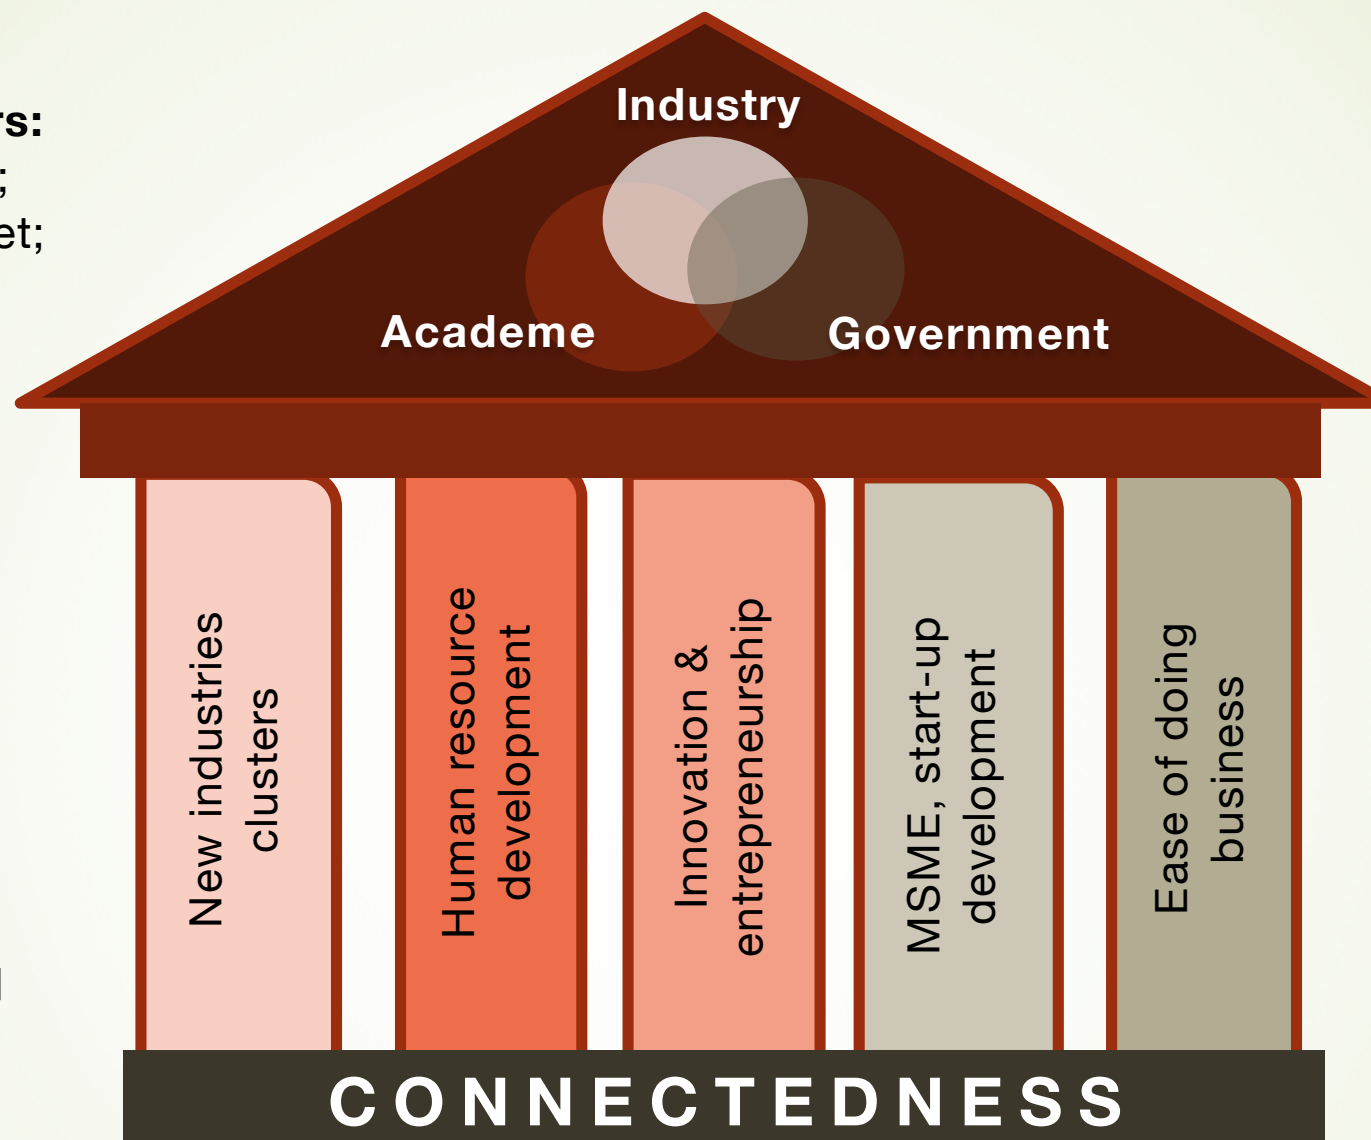 rs:
;
et;
Industry
Academe
Government
New industries
clusters
Human resource
development
Innovation &
entrepreneurship
MSME, start-up
development
Ease of doing
business
CONNECTEDNESS